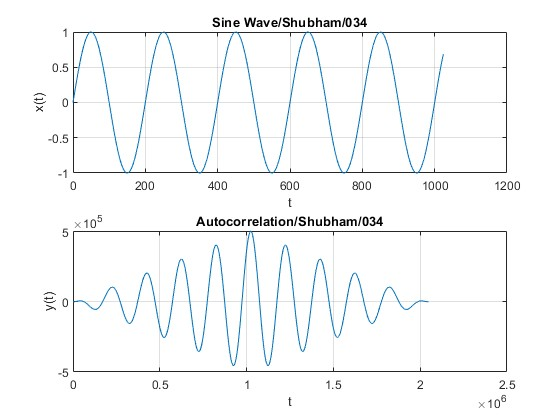 Sine Wave/Shubham/034
1
0.5
0
-0.5
-1
x(t)
0 200 400 600 800 1000 1200
t
Autocorrelation/Shubham/034
×10^5
5
0
-5
y(t)
0 0.5 1 1.5 2 2.5
t
×10^6